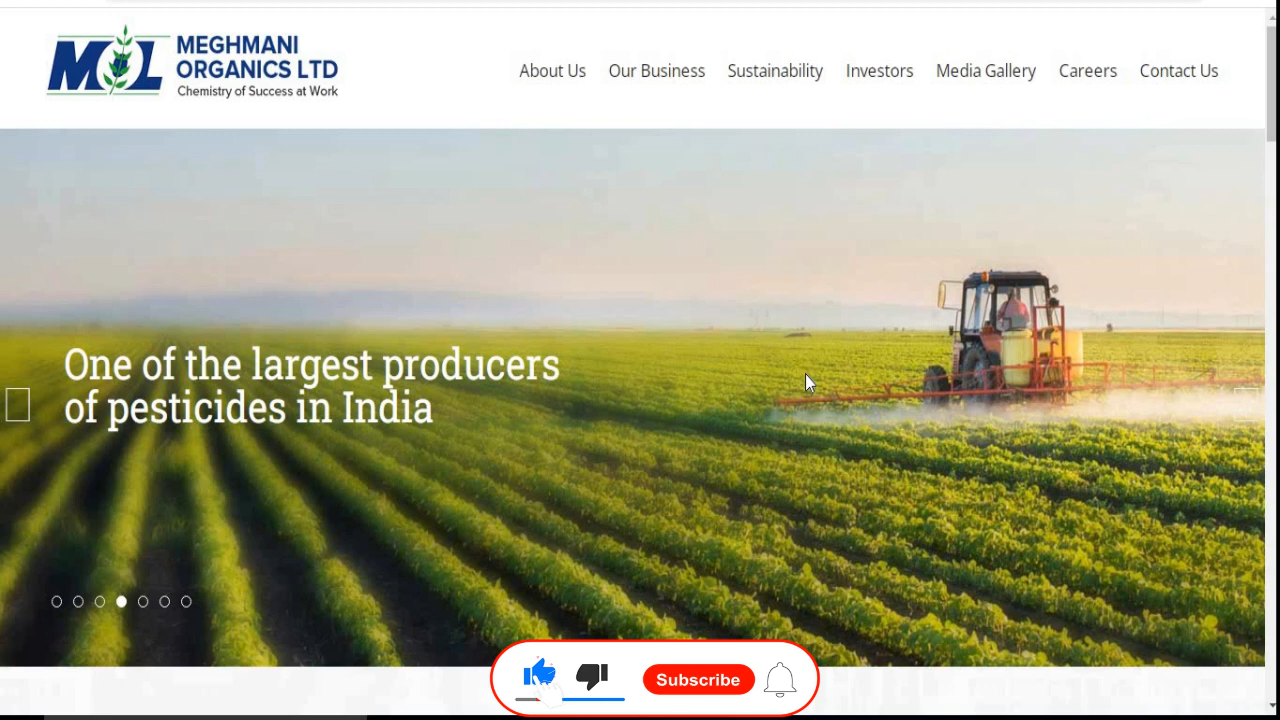 MEGHMANI
ORGANICS LTD
Chemistry of Success at Work
MOL
About Us Our Business Sustainability Investors Media Gallery Careers Contact Us
One of the largest producers
of pesticides in India
Subscribe